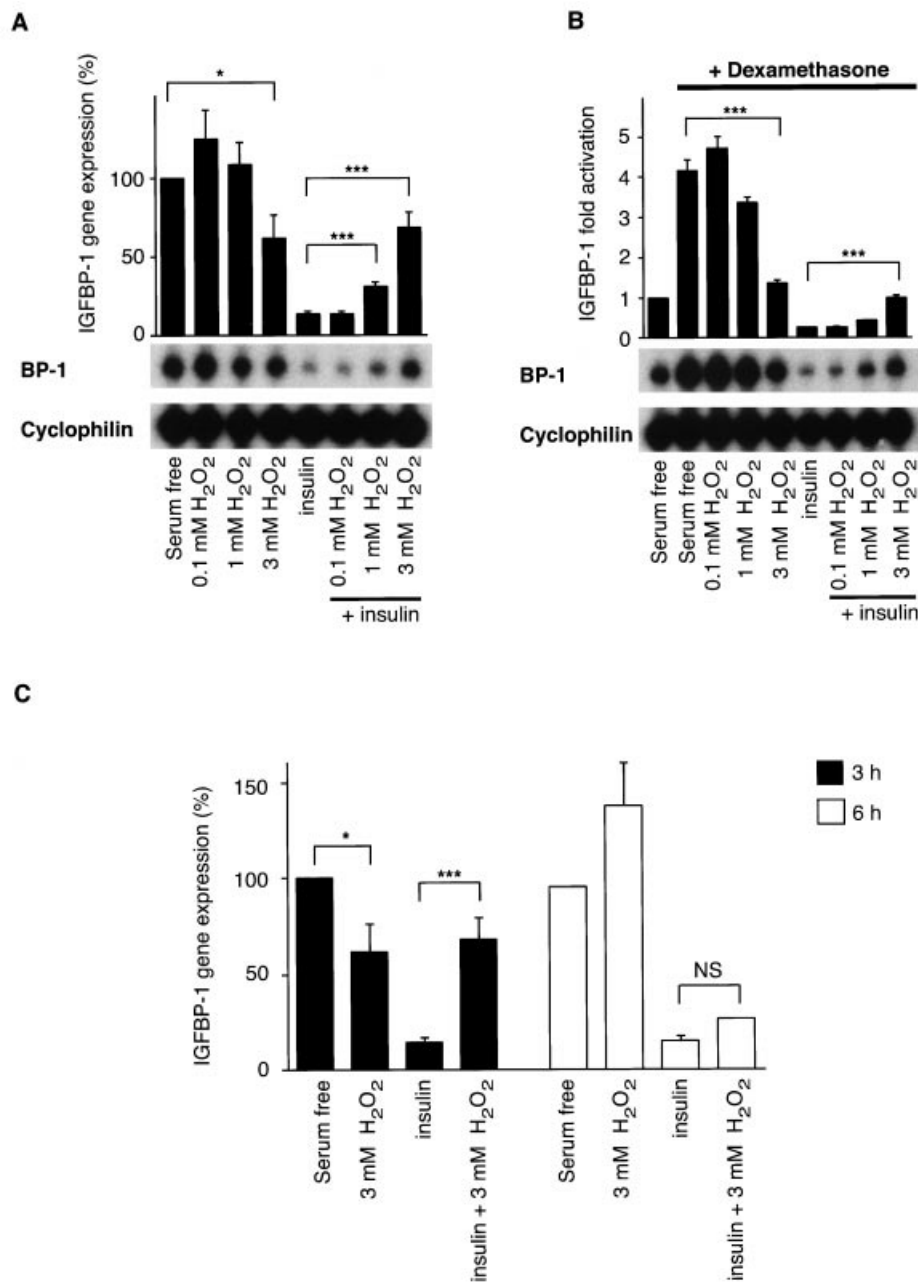 A
IGFBP-1 gene expression (%)
100
50
0
*
***
***
BP-1
Cyclophilin
Serum free
0.1 mM H2O2
1 mM H2O2
3 mM H2O2
insulin
0.1 mM H2O2
1 mM H2O2
3 mM H2O2
+ insulin
B
+ Dexamethasone
IGFBP-1 fold activation
5
4
3
2
1
0
***
***
BP-1
Cyclophilin
Serum free
Serum free
0.1 mM H2O2
1 mM H2O2
3 mM H2O2
insulin
0.1 mM H2O2
1 mM H2O2
3 mM H2O2
+ insulin
C
IGFBP-1 gene expression (%)
150
100
50
0
*
***
NS
3 h
6 h
Serum free
3 mM H2O2
insulin
insulin + 3 mM H2O2
Serum free
3 mM H2O2
insulin
insulin + 3 mM H2O2